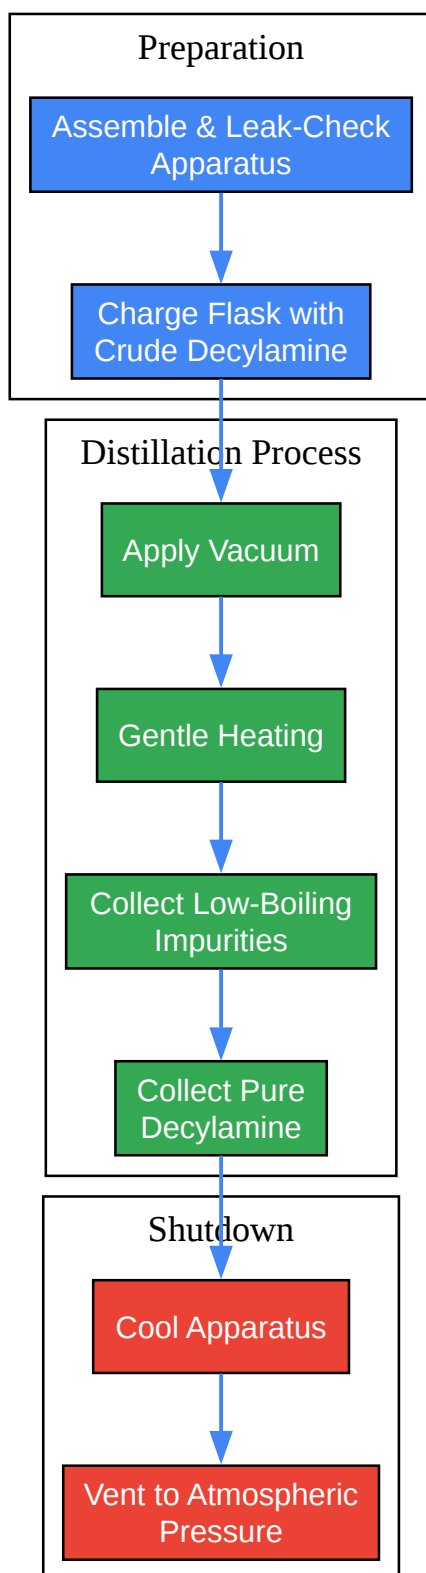 Preparation
Assemble & Leak-Check
Apparatus
Charge Flask with
Crude Decylamine
Distillation Process
Apply Vacuum
Gentle Heating
Collect Low-Boiling
Impurities
Collect Pure
Decylamine
Shutdown
Cool Apparatus
Vent to Atmospheric
Pressure